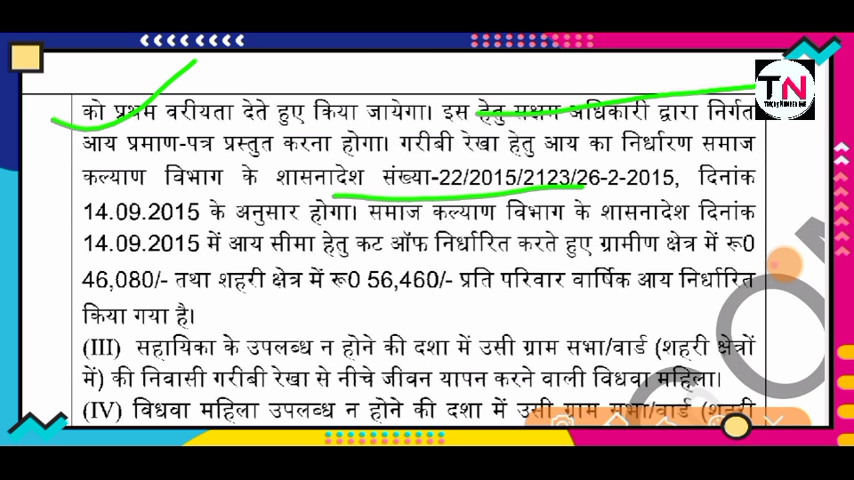 TN
को प्रथम वरीयता देते हुए किया जायेगा। इस हेतु सक्षम अधिकारी द्वारा निर्गत
आय प्रमाण-पत्र प्रस्तुत करना होगा। गरीबी रेखा हेतु आय का निर्धारण समाज
कल्याण विभाग के शासनादेश संख्या-22/2015/2123/26-2-2015, दिनांक
14.09.2015 के अनुसार होगा। समाज कल्याण विभाग के शासनादेश दिनांक
14.09.2015 में आय सीमा हेतु कट ऑफ निर्धारित करते हुए ग्रामीण क्षेत्र में रू0
46,080/- तथा शहरी क्षेत्र में रू0 56,460/- प्रति परिवार वार्षिक आय निर्धारित
किया गया है।
(III) सहायिका के उपलब्ध न होने की दशा में उसी ग्राम सभा/वार्ड (शहरी क्षेत्रों
में) की निवासी गरीबी रेखा से नीचे जीवन यापन करने वाली विधवा महिला।
(IV) विधवा महिला उपलब्ध न होने की दशा में उसी ग्राम सभा/वार्ड (शहरी